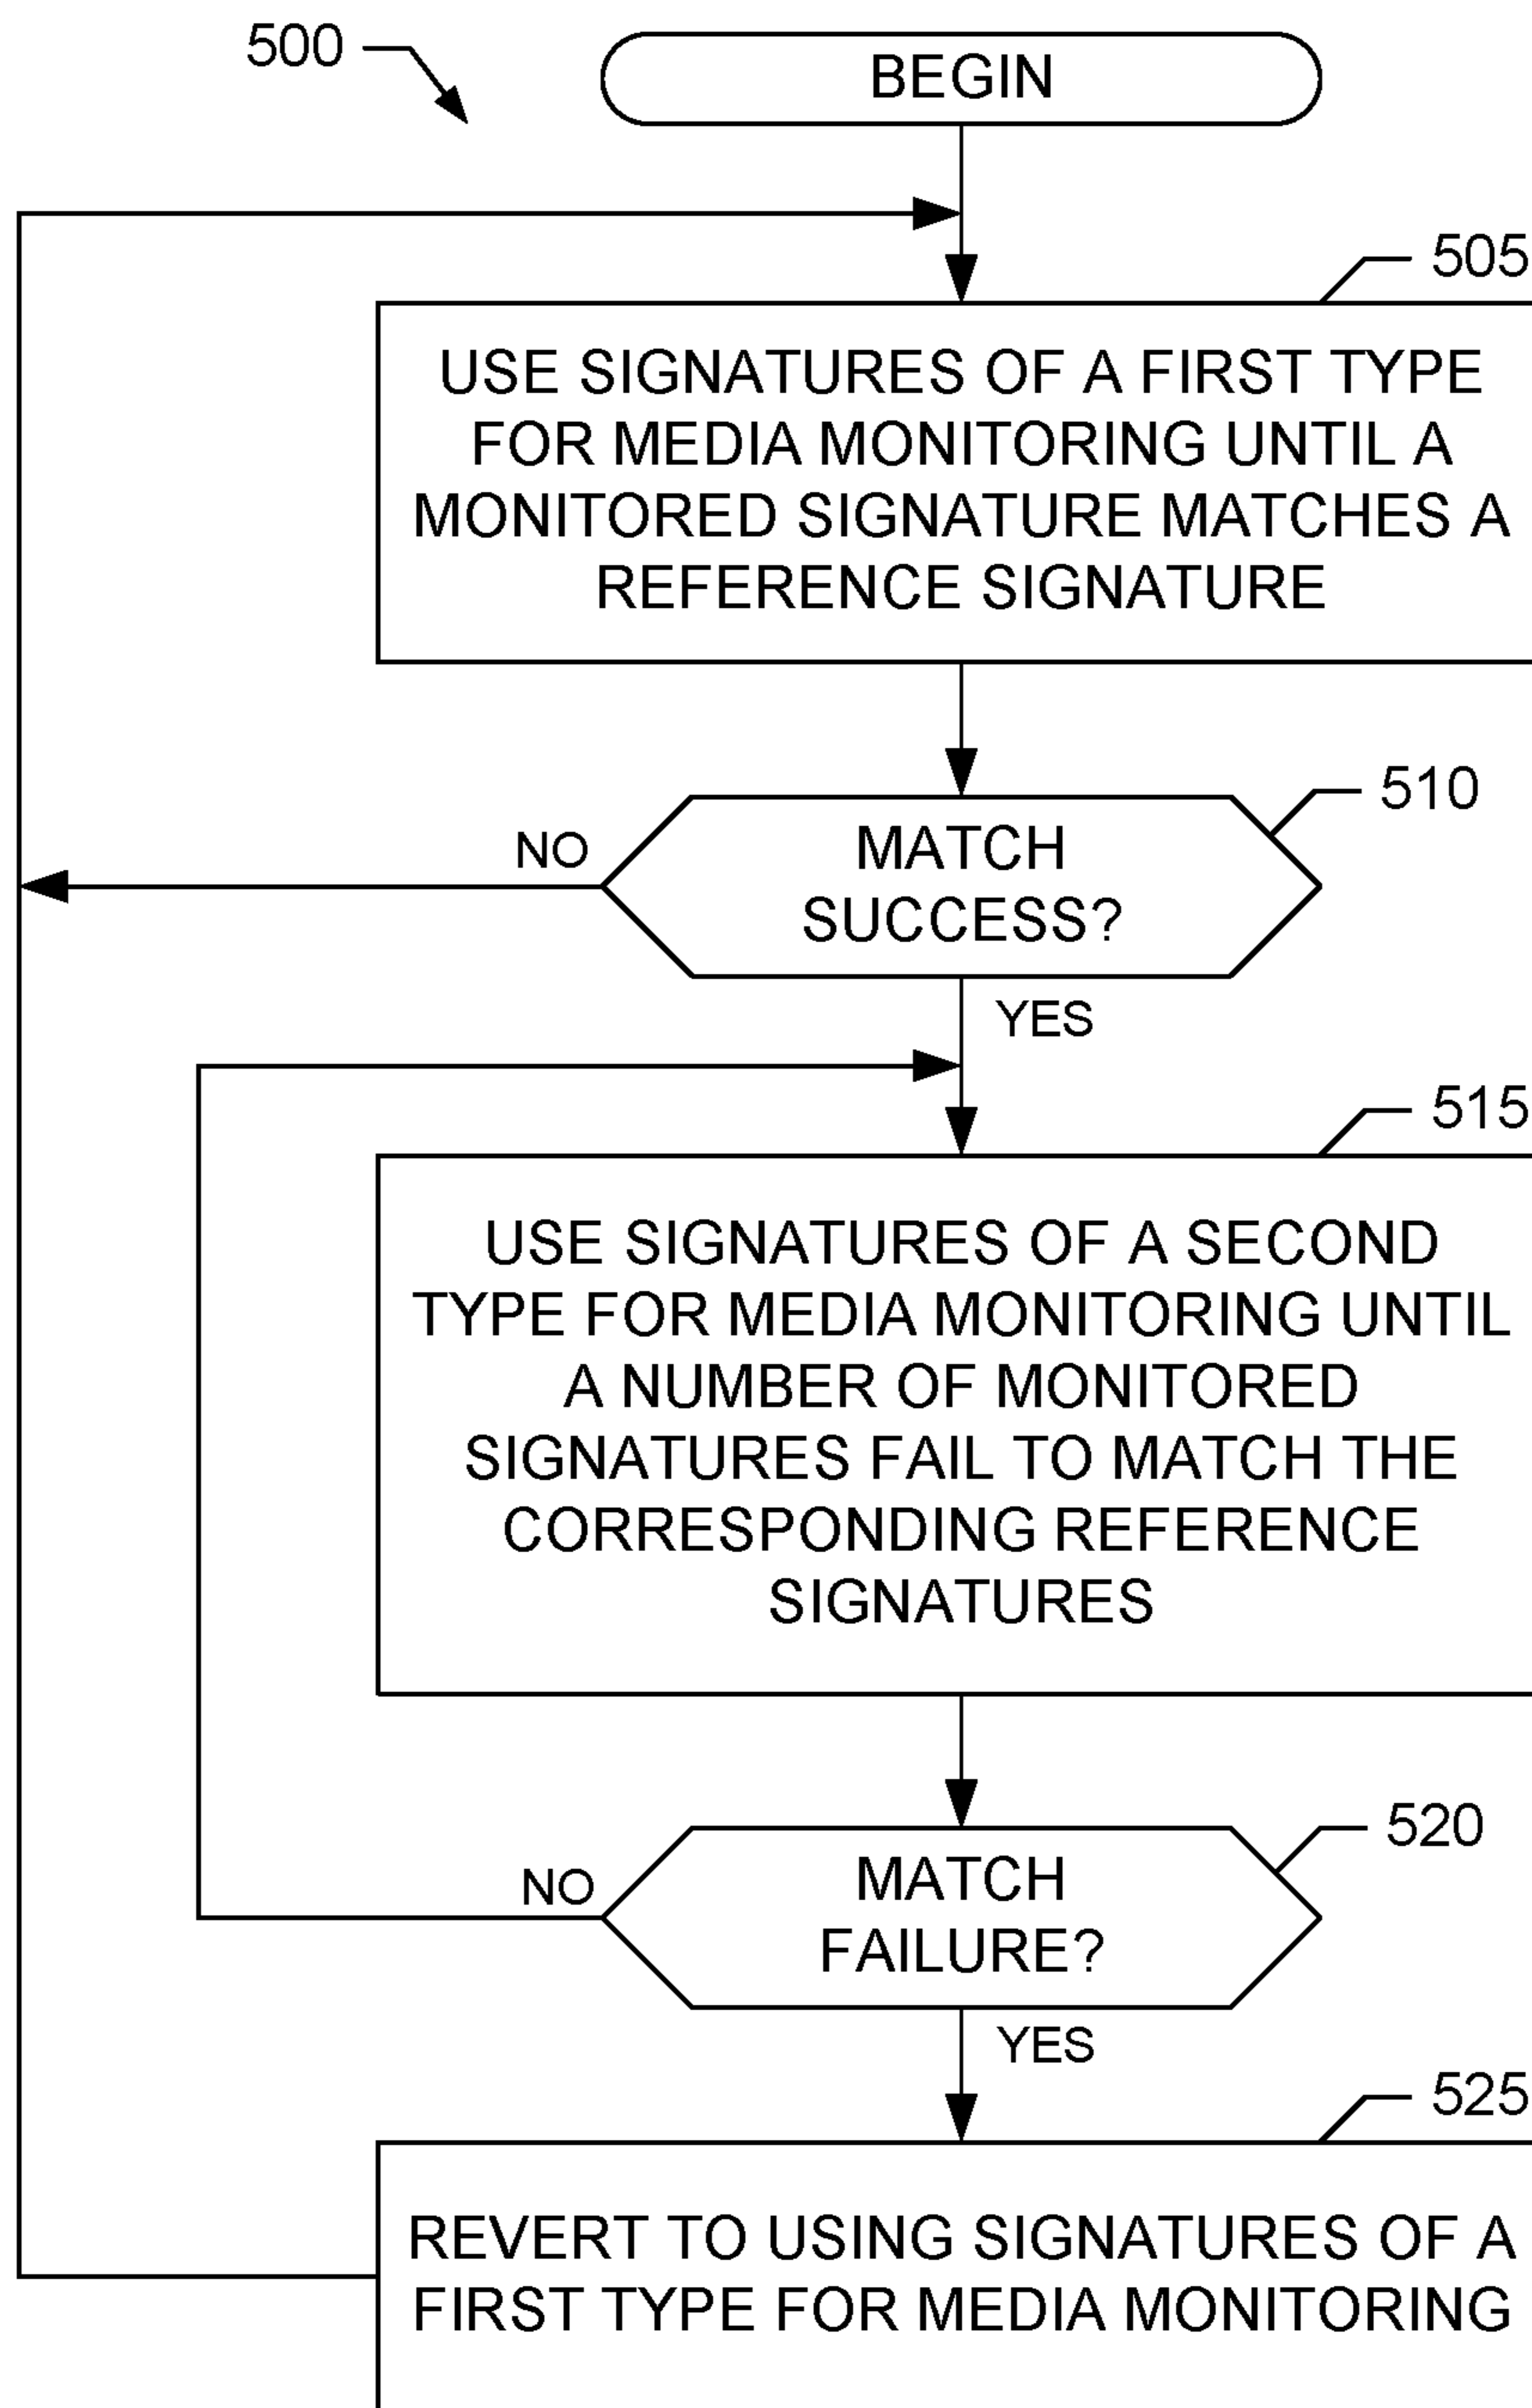 500
BEGIN
505
USE SIGNATURES OF A FIRST TYPE
FOR MEDIA MONITORING UNTIL A
MONITORED SIGNATURE MATCHES A
REFERENCE SIGNATURE
510
NO
MATCH
SUCCESS?
YES
515
USE SIGNATURES OF A SECOND
TYPE FOR MEDIA MONITORING UNTIL
A NUMBER OF MONITORED
SIGNATURES FAIL TO MATCH THE
CORRESPONDING REFERENCE
SIGNATURES
520
NO
MATCH
FAILURE?
YES
525
REVERT TO USING SIGNATURES OF A
FIRST TYPE FOR MEDIA MONITORING